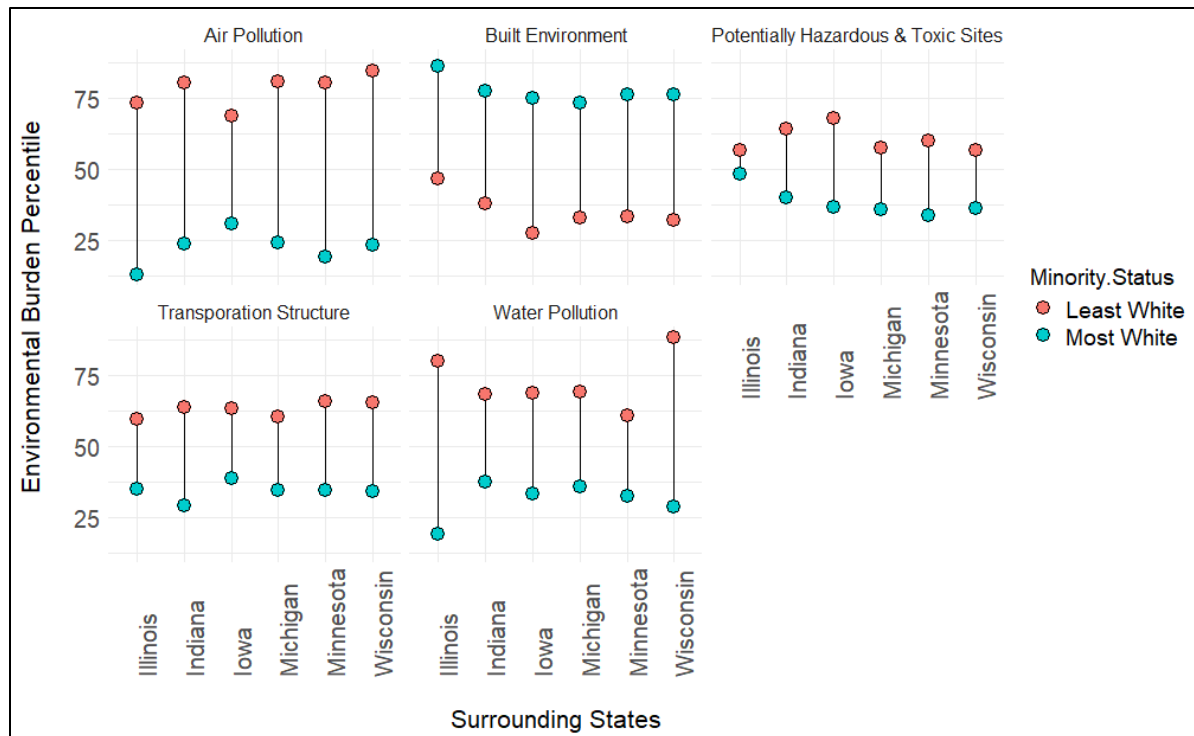 Air Pollution
Built Environment
Potentially Hazardous & Toxic Sites
75
50
25
Environmental Burden Percentile
Transporation Structure
Water Pollution
Illinois
Indiana
Iowa
Michigan
Minnesota
Wisconsin
Minority.Status
Least White
Most White
75
50
25
Illinois
Indiana
Iowa
Michigan
Minnesota
Wisconsin
Illinois
Indiana
Iowa
Michigan
Minnesota
Wisconsin
Surrounding States